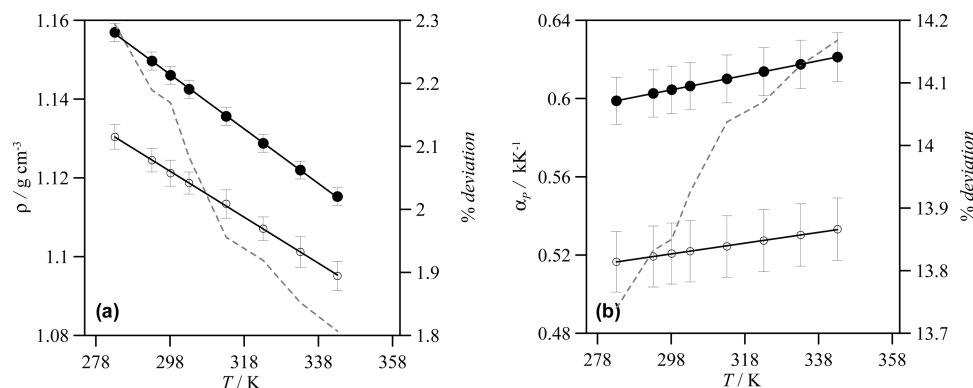 1.16
1.14
1.12
1.1
1.08
ρ / g cm⁻³
2.3
2.2
2.1
2
1.9
1.8
% deviation
(a)
278 298 318 338 358
T / K
0.64
0.6
0.56
0.52
0.48
α_P / kK⁻¹
14.2
14.1
14
13.9
13.8
13.7
% deviation
(b)
278 298 318 338 358
T / K